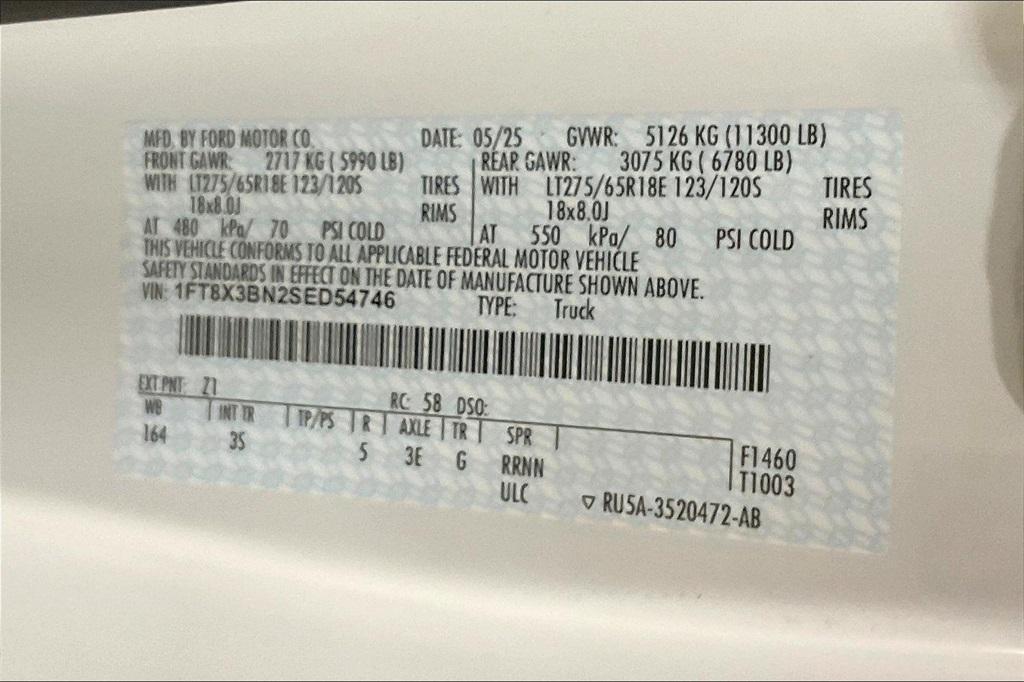 MFD. BY FORD MOTOR CO. DATE: 05/25 GVWR: 5126 KG (11300 LB)
FRONT GAWR: 2717 KG ( 5990 LB) REAR GAWR: 3075 KG ( 6780 LB)
WITH LT275/65R18E 123/120S TIRES WITH LT275/65R18E 123/120S TIRES
18x8.0J RIMS 18x8.0J RIMS
AT 480 kPa/ 70 PSI COLD AT 550 kPa/ 80 PSI COLD
THIS VEHICLE CONFORMS TO ALL APPLICABLE FEDERAL MOTOR VEHICLE
SAFETY STANDARDS IN EFFECT ON THE DATE OF MANUFACTURE SHOWN ABOVE.
VIN: 1FT8X3BN2SED54746 TYPE: Truck
EXT PNT: Z1 RC: 58 DSO:
WB INT TR TP/PS R AXLE TR SPR F1460
164 3S 5 3E G RRNN T1003
ULC RU5A-3520472-AB